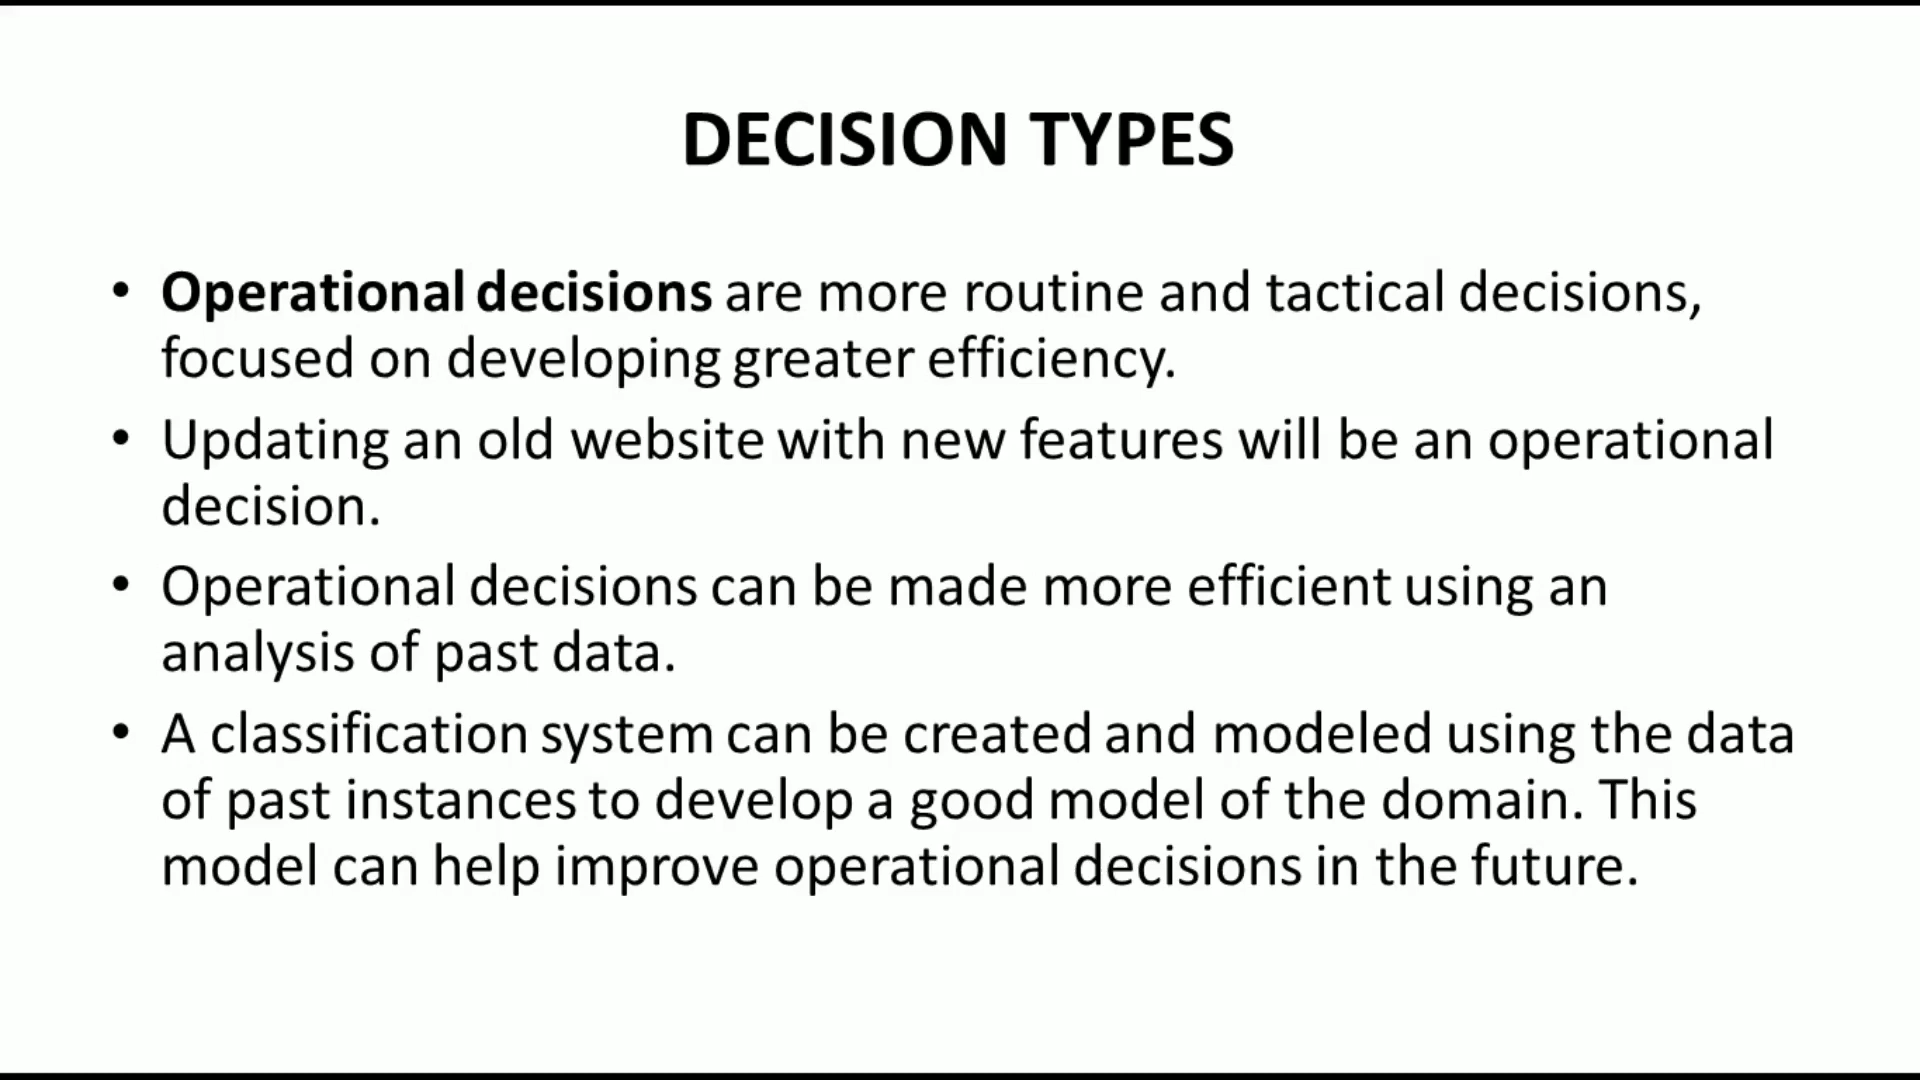 DECISION TYPES
• Operational decisions are more routine and tactical decisions,
focused on developing greater efficiency.
• Updating an old website with new features will be an operational
decision.
• Operational decisions can be made more efficient using an
analysis of past data.
• A classification system can be created and modeled using the data
of past instances to develop a good model of the domain. This
model can help improve operational decisions in the future.